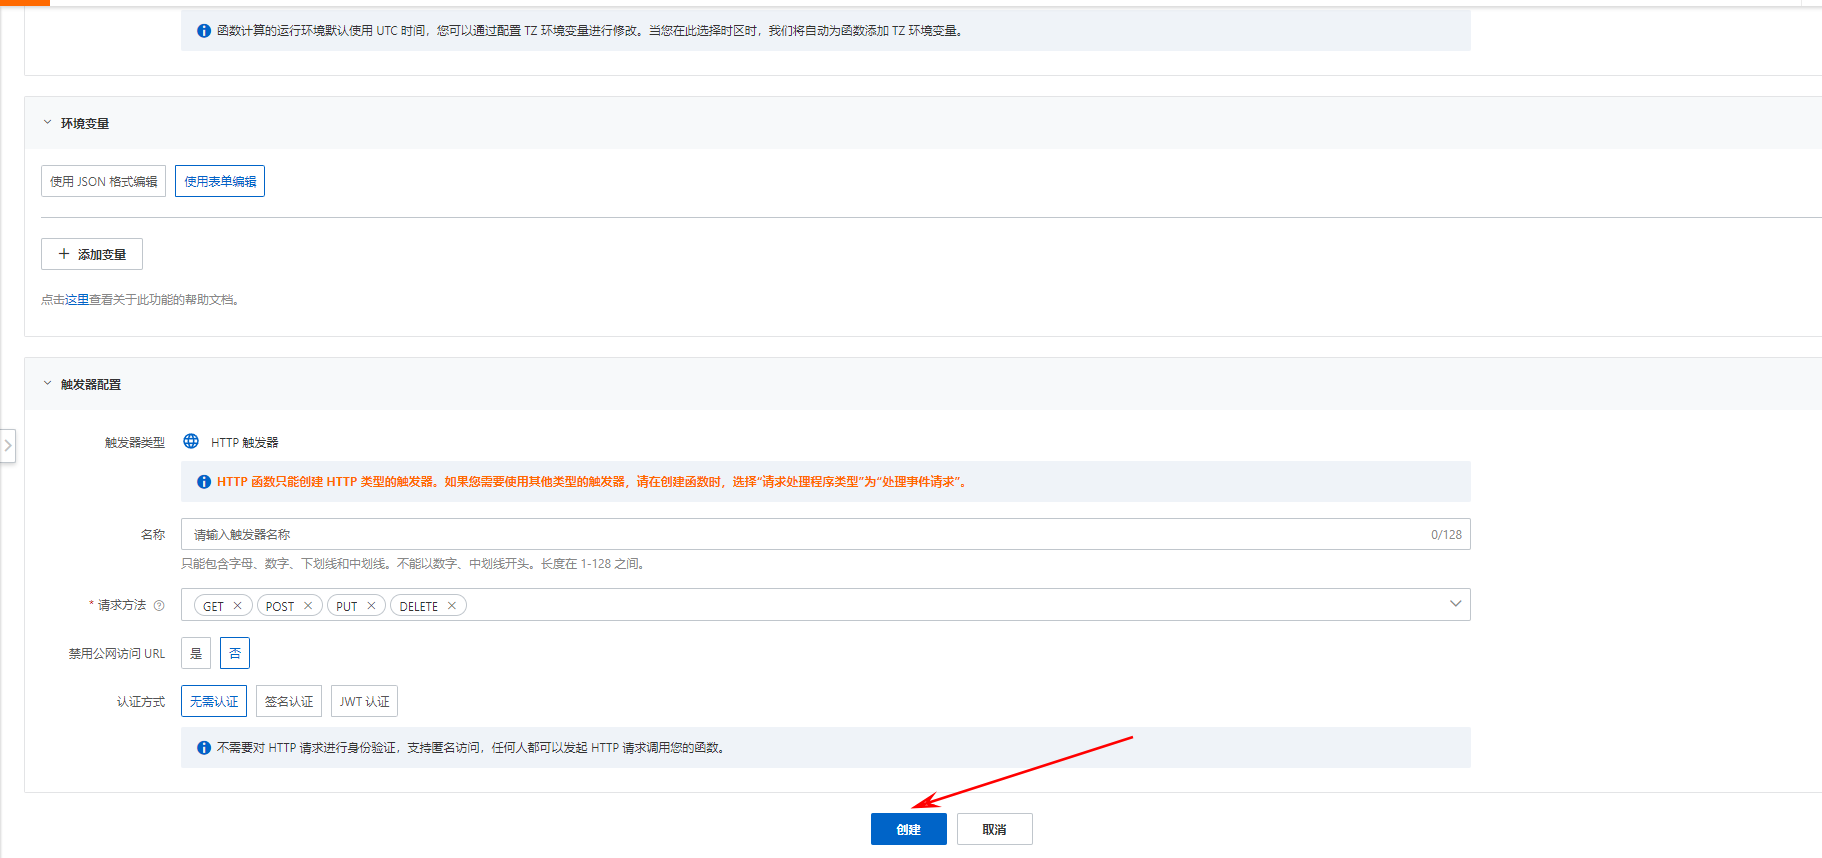 函数计算的运行环境默认使用 UTC 时间，您可以通过配置 TZ 环境变量进行修改。当您在此选择时区时，我们将自动为函数添加 TZ 环境变量。
环境变量
使用 JSON 格式编辑 使用表单编辑
添加变量
点击这里查看关于此功能的帮助文档。
触发器配置
触发器类型 HTTP 触发器
HTTP 函数只能创建 HTTP 类型的触发器。如果您需要使用其他类型的触发器，请在创建函数时，选择“请求处理程序类型”为“处理事件请求”。
名称 请输入触发器名称 0/128
只能包含字母、数字、下划线和中划线。不能以数字、中划线开头。长度在 1-128 之间。
* 请求方法 GET POST PUT DELETE
禁用公网访问 URL 是 否
认证方式 无需认证 签名认证 JWT 认证
不需要对 HTTP 请求进行身份验证，支持匿名访问，任何人都可以发起 HTTP 请求调用您的函数。
创建 取消